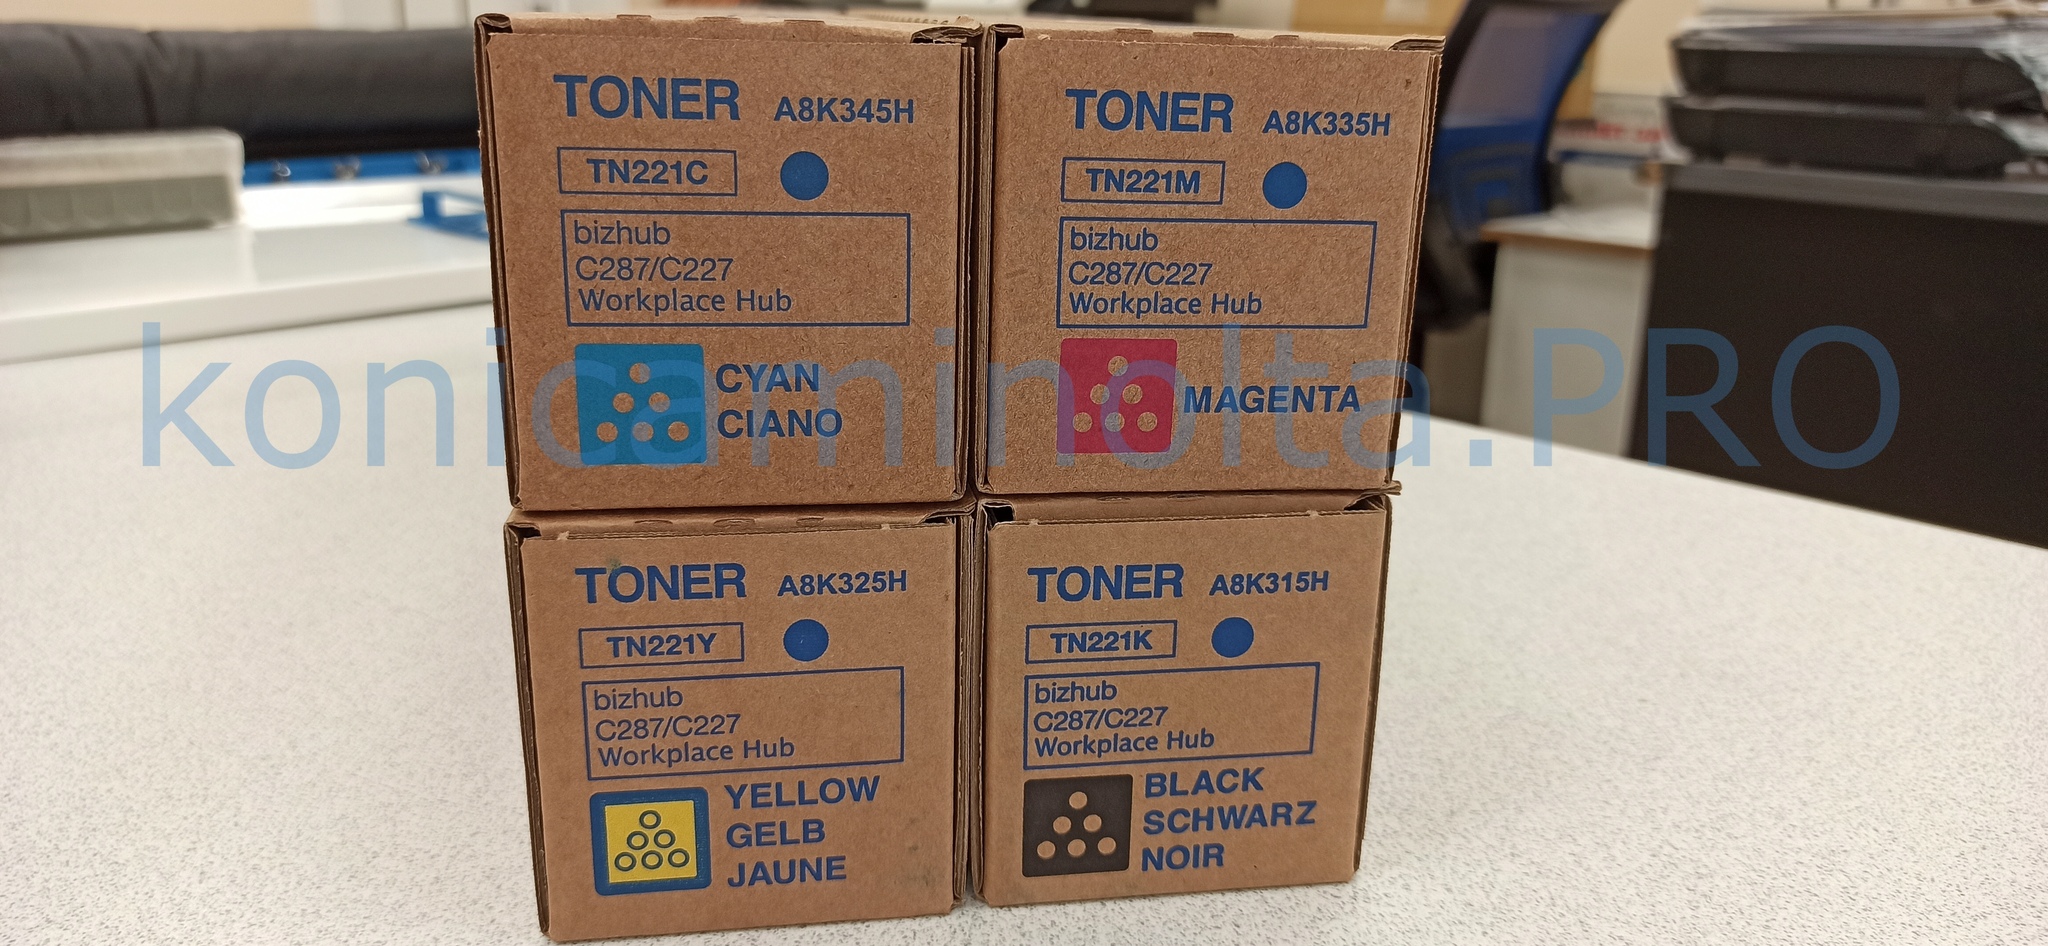 TONER A8K345H
TN221C
bizhub
C287/C227
Workplace Hub
CYAN
CIANO
TONER A8K335H
TN221M
bizhub
C287/C227
Workplace Hub
MAGENTA
konicaminolta.PRO
TONER A8K325H
TN221Y
bizhub
C287/C227
Workplace Hub
YELLOW
GELB
JAUNE
TONER A8K315H
TN221K
bizhub
C287/C227
Workplace Hub
BLACK
SCHWARZ
NOIR